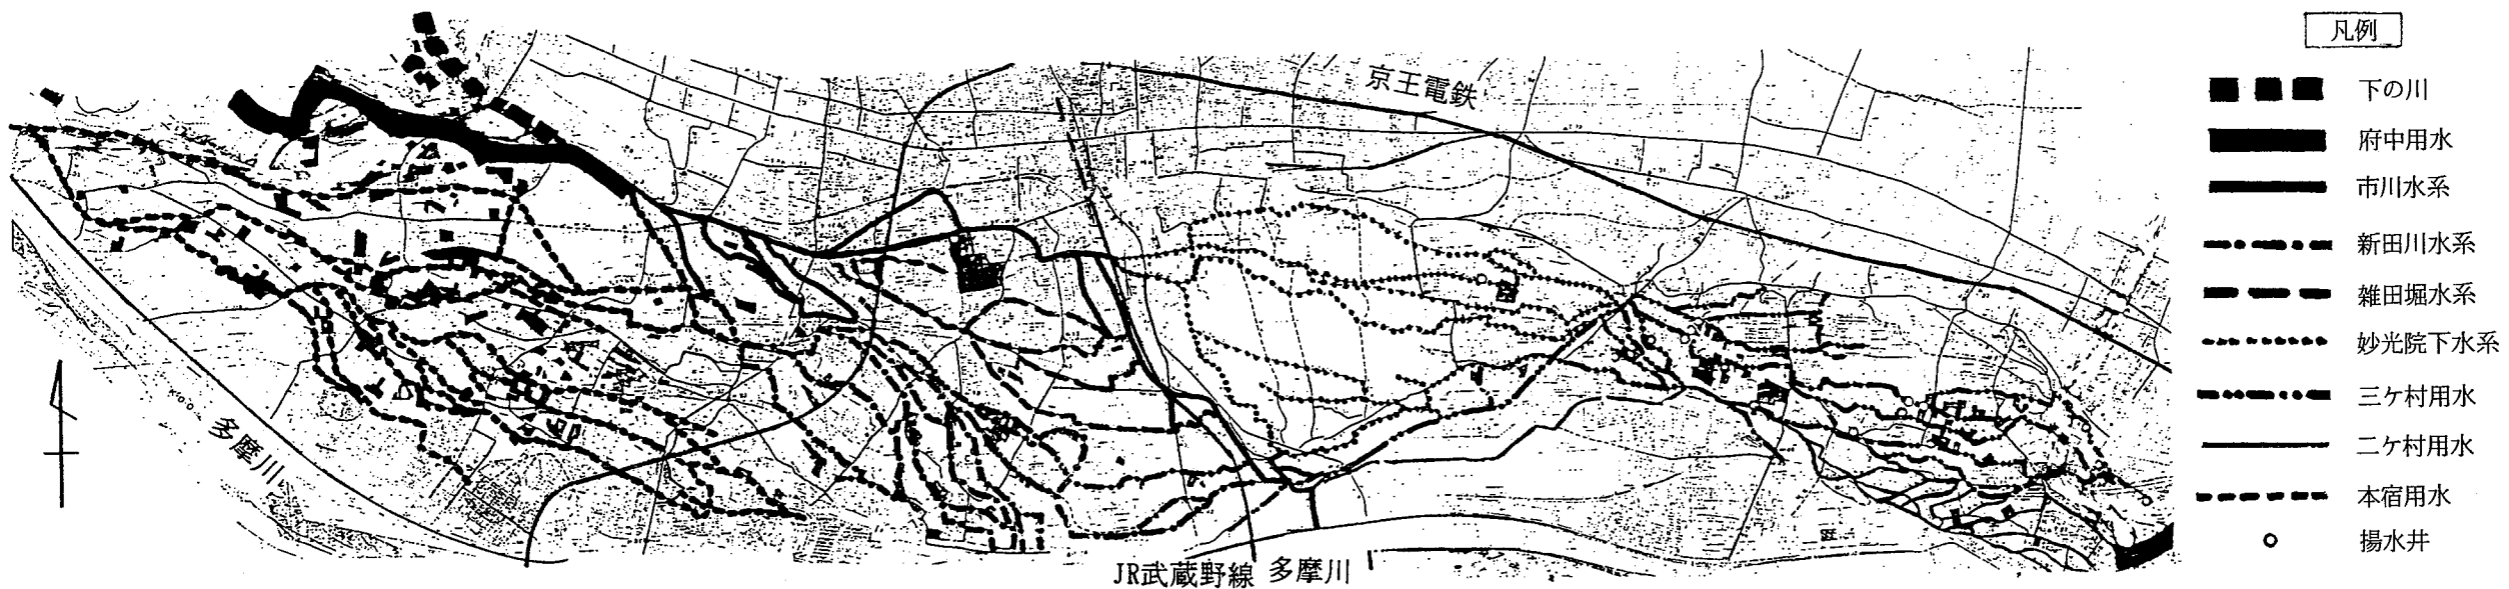 京王電鉄
多摩川
JR武蔵野線
多摩川
凡例
下の川
府中用水
市川水系
新田川水系
雑田堀水系
妙光院下水系
三ケ村用水
二ケ村用水
本宿用水
揚水井